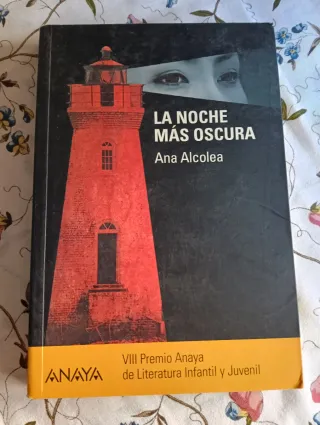 LA NOCHE
MÁS OSCURA
Ana Alcolea
VIII Premio Anaya
de Literatura Infantil y Juvenil
ANAYA